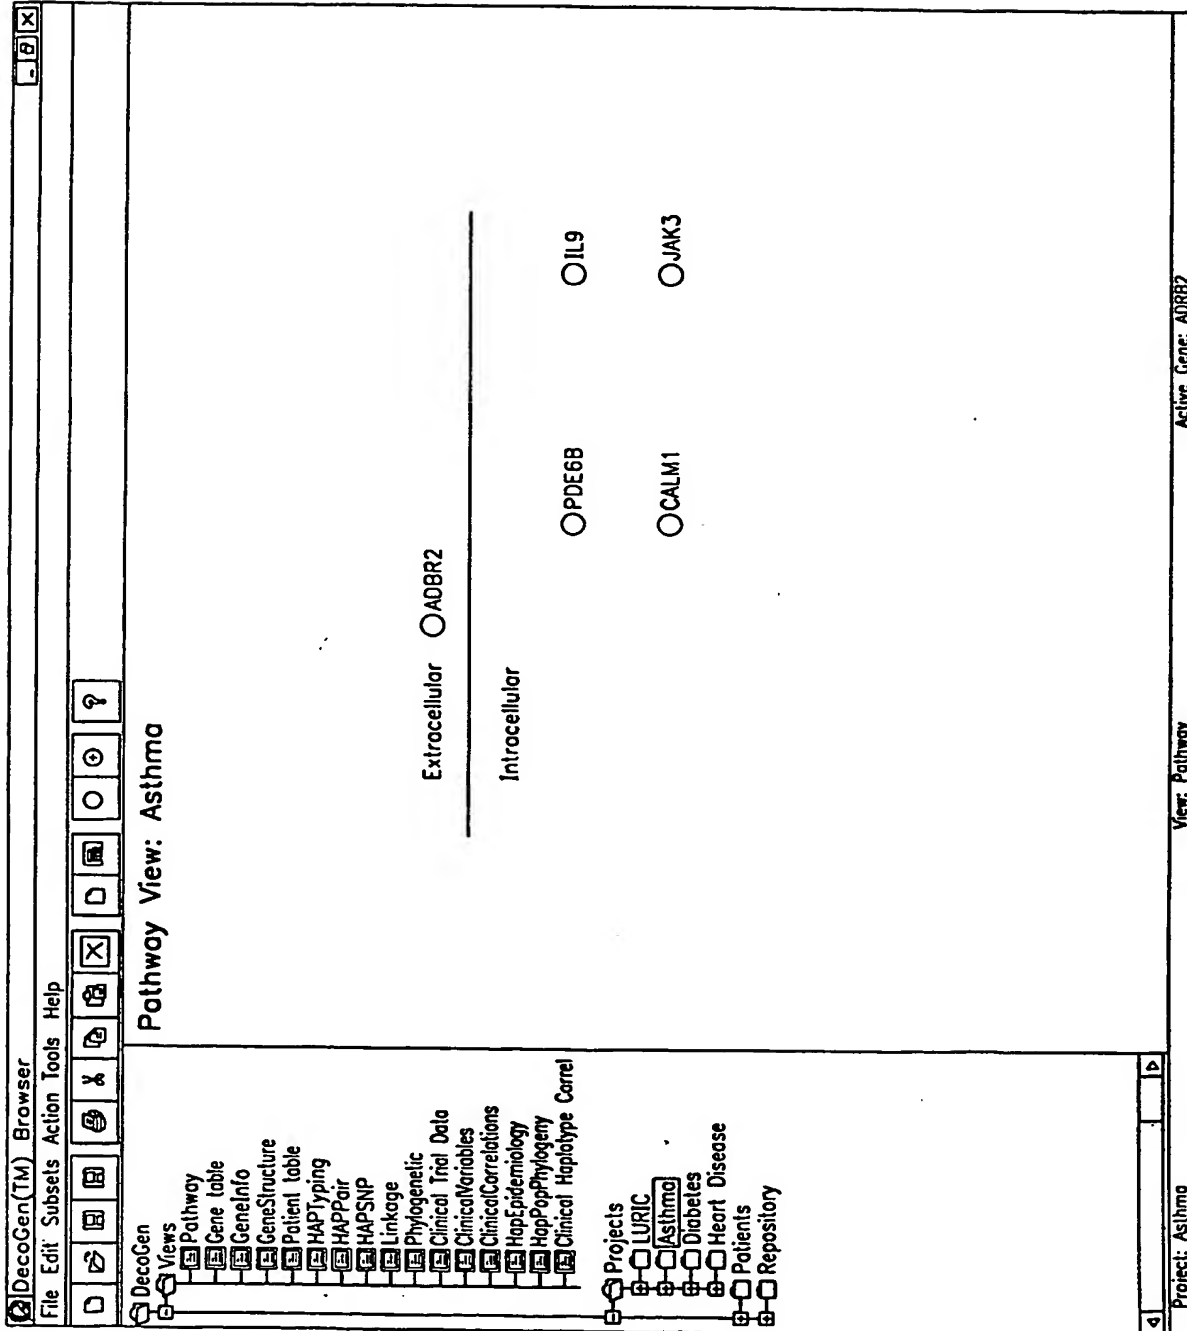 DecoGen(TM) Browser
File Edit Subsets Action Tools Help
DecoGen
Views
Pathway
Gene table
GeneInfo
GeneStructure
Patient table
HAPTyping
HAPPair
HAPSNP
Linkage
Phylogenetic
Clinical Trial Data
ClinicalVariables
ClinicalCorrelations
HapEpidemiology
HapPopPhylogeny
Clinical Haplotype Correl
Projects
LURIC
Asthma
Diabetes
Heart Disease
Patients
Repository
Pathway View: Asthma
Extracellular ADBR2
Intracellular
PDE6B IL9
CALM1 JAK3
Project: Asthma View: Pathway Active Gene: ADRB2